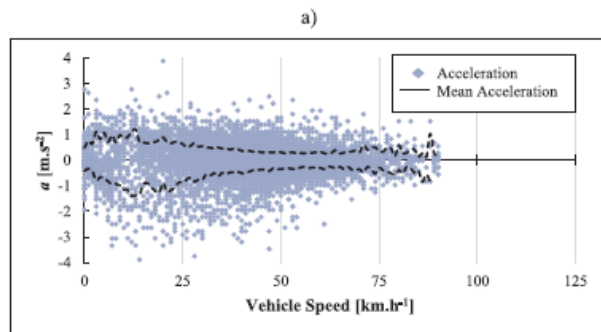 a)
4
3
2
1
0
-1
-2
-3
-4
a [m.s⁻²]
Acceleration
Mean Acceleration
0 25 50 75 100 125
Vehicle Speed [km.h⁻¹]